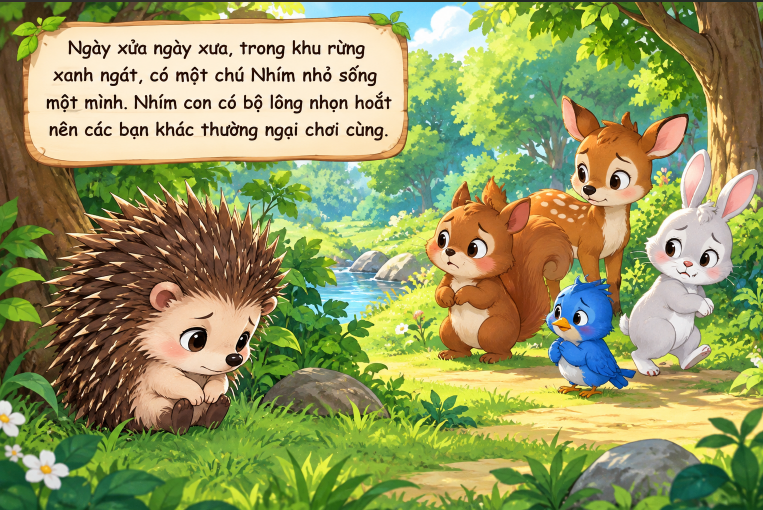 Ngày xửa ngày xưa, trong khu rừng
xanh ngát, có một chú Nhím nhỏ sống
một mình. Nhím con có bộ lông nhọn hoắt
nên các bạn khác thường ngại chơi cùng.